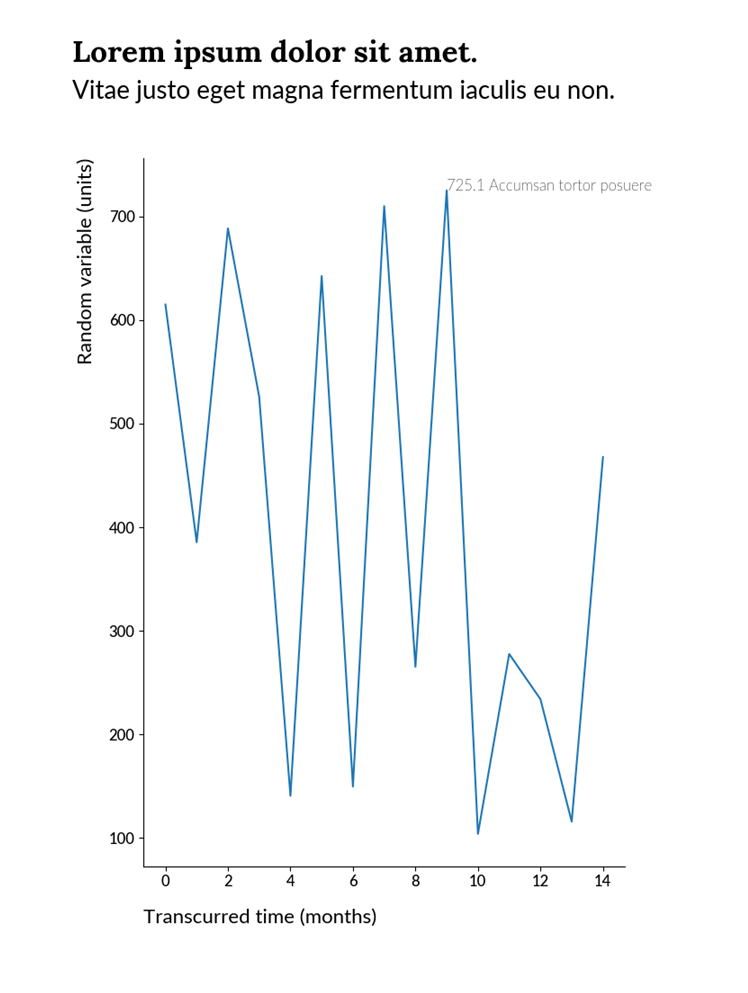 Lorem ipsum dolor sit amet.
Vitae justo eget magna fermentum iaculis eu non.
Random variable (units)
725.1 Accumsan tortor posuere
700
600
500
400
300
200
100
0 2 4 6 8 10 12 14
Transcurred time (months)